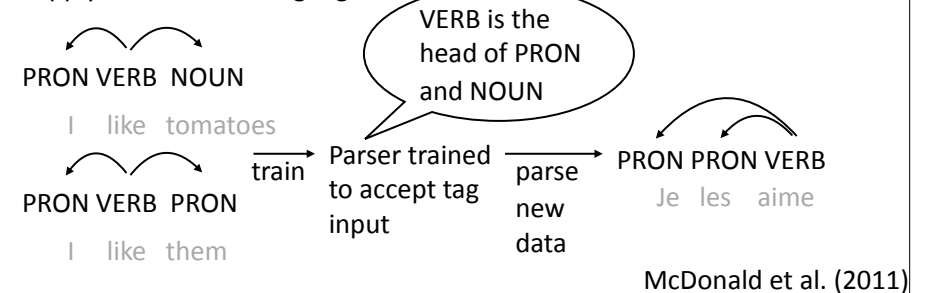 VERB is the
head of PRON
and NOUN
PRON VERB NOUN
I like tomatoes
PRON VERB PRON
I like them
train
Parser trained
to accept tag
input
parse
new
data
PRON PRON VERB
Je les aime
McDonald et al. (2011)